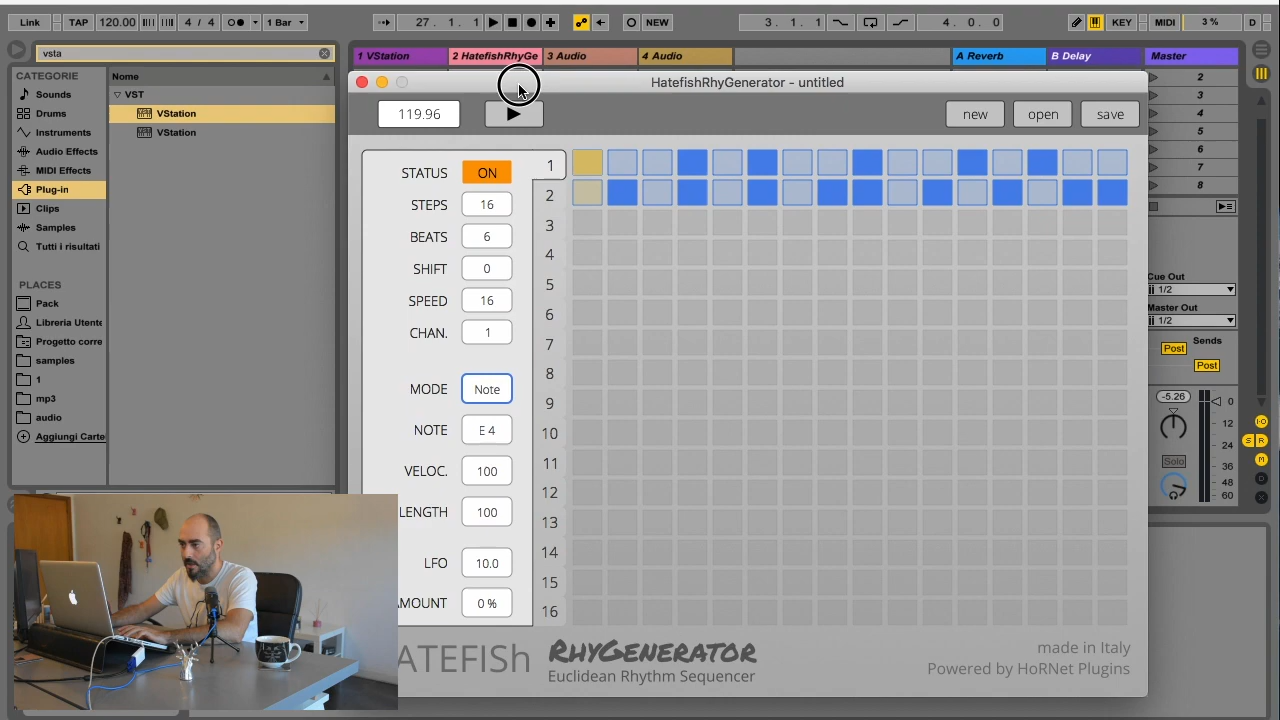 Link TAP 120.00 4 / 4 1 Bar 27. 1. 1 NEW 3. 1. 1 4. 0. 0 KEY MIDI 3 % D
vsta
CATEGORIE
Sounds
Drums
Instruments
Audio Effects
MIDI Effects
Plug-in
Clips
Samples
Tutti i risultati
PLACES
Pack
Libreria Utente
Progetto corre
samples
1
mp3
audio
Aggiungi Carte
Name
VST
VStation
VStation
1 VStation 2 HatefishRhyGe 3 Audio 4 Audio A Reverb B Delay Master
HatefishRhyGenerator - untitled
119.96 new open save
STATUS ON
STEPS 16
BEATS 6
SHIFT 0
SPEED 16
CHAN. 1
MODE Note
NOTE E 4
VELOC. 100
LENGTH 100
LFO 10.0
AMOUNT 0 %
1
2
3
4
5
6
7
8
9
10
11
12
13
14
15
16
ATEFISh RHYGENERATOR
Euclidean Rhythm Sequencer
made in Italy
Powered by HoRNet Plugins
2
3
4
5
6
7
8
Cue Out
1/2
Master Out
1/2
Sends
Post
Post
-5.26
0
12
24
36
48
60
Solo
IO
S R
M
D
X